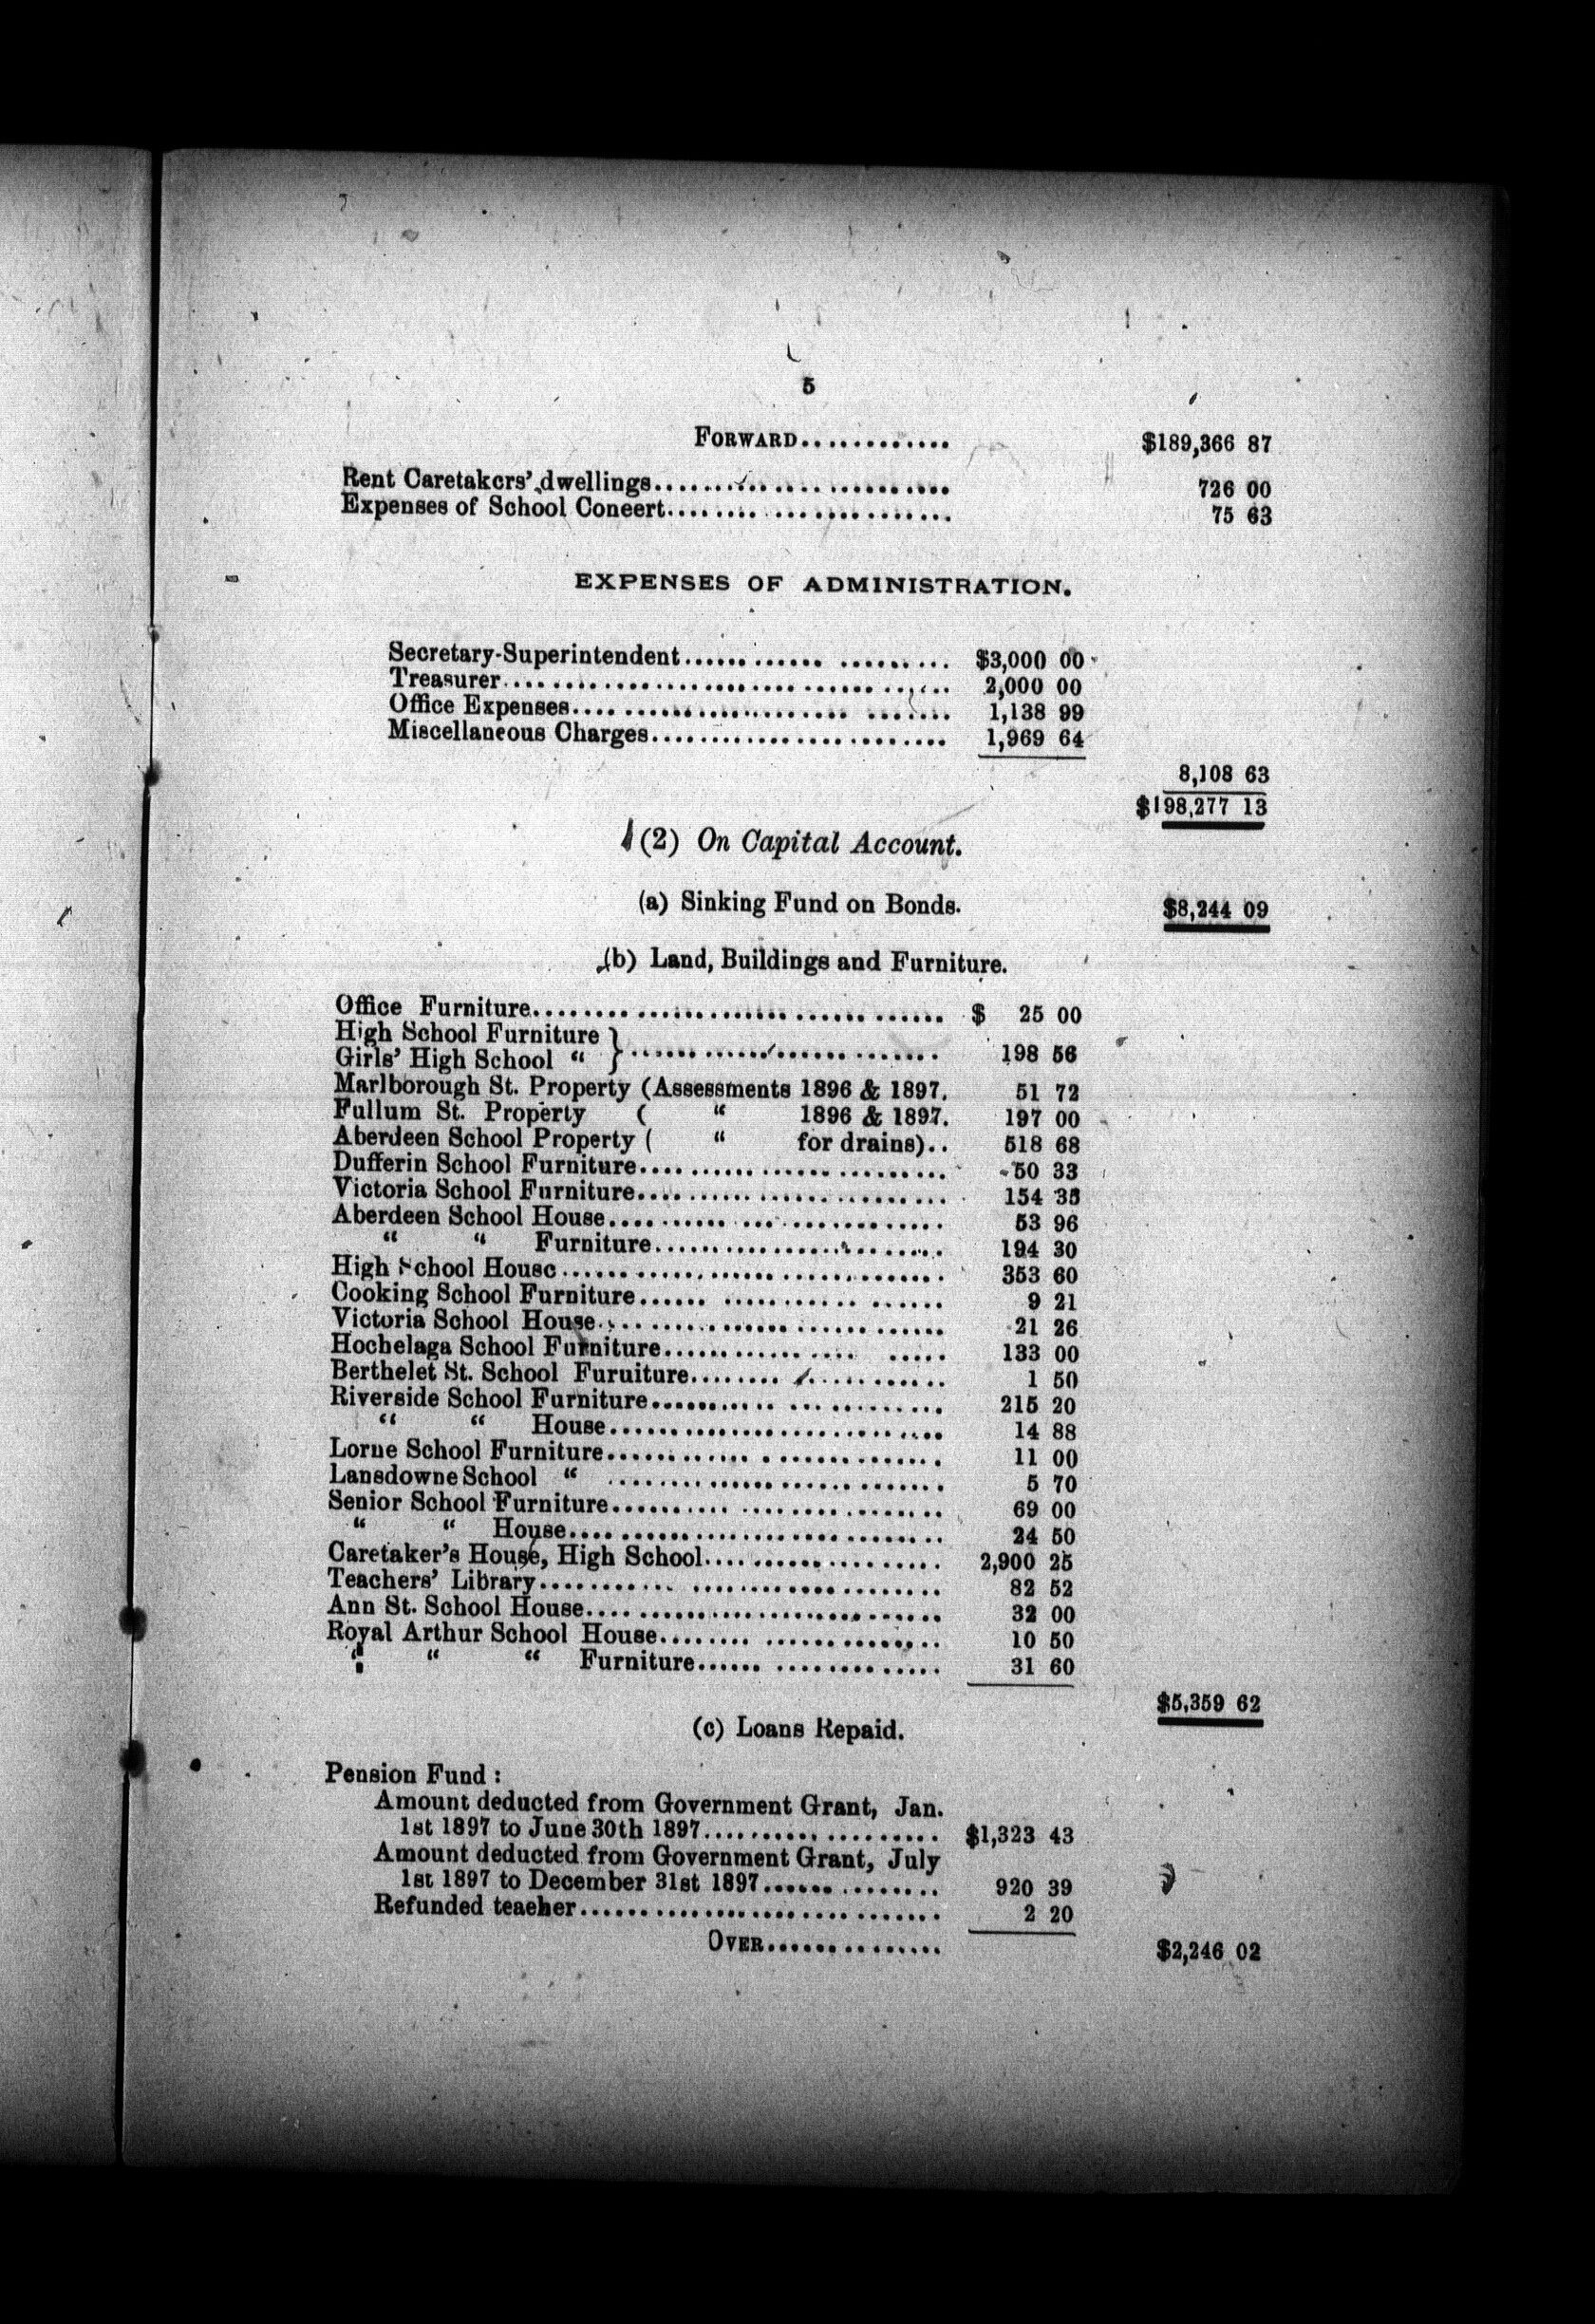 5
FORWARD............ $189,366 87
Rent Caretakers' dwellings........................ 726 00
Expenses of School Coneert........................ 75 63
EXPENSES OF ADMINISTRATION.
Secretary-Superintendent........................ $3,000 00
Treasurer........................ 2,000 00
Office Expenses........................ 1,138 99
Miscellaneous Charges........................ 1,969 64
8,108 63
$198,277 13
(2) On Capital Account.
(a) Sinking Fund on Bonds. $8,244 09
(b) Land, Buildings and Furniture.
Office Furniture........................ $ 25 00
High School Furniture }
Girls' High School " } ........................ 198 56
Marlborough St. Property (Assessments 1896 & 1897. 51 72
Fullum St. Property ( " 1896 & 1897. 197 00
Aberdeen School Property ( " for drains).. 518 68
Dufferin School Furniture........................ 50 33
Victoria School Furniture........................ 154 35
Aberdeen School House........................ 53 96
" " Furniture........................ 194 30
High School House........................ 353 60
Cooking School Furniture........................ 9 21
Victoria School House........................ 21 26
Hochelaga School Furniture........................ 133 00
Berthelet St. School Furuiture........................ 1 50
Riverside School Furniture........................ 215 20
" " House........................ 14 88
Lorne School Furniture........................ 11 00
Lansdowne School " ........................ 5 70
Senior School Furniture........................ 69 00
" " House........................ 24 50
Caretaker's House, High School........................ 2,900 25
Teachers' Library........................ 82 52
Ann St. School House........................ 32 00
Royal Arthur School House........................ 10 50
" " " Furniture........................ 31 60
$5,359 62
(c) Loans Repaid.
Pension Fund :
Amount deducted from Government Grant, Jan.
1st 1897 to June 30th 1897........................ $1,323 43
Amount deducted from Government Grant, July
1st 1897 to December 31st 1897........................ 920 39
Refunded teaeher........................ 2 20
OVER.............. $2,246 02